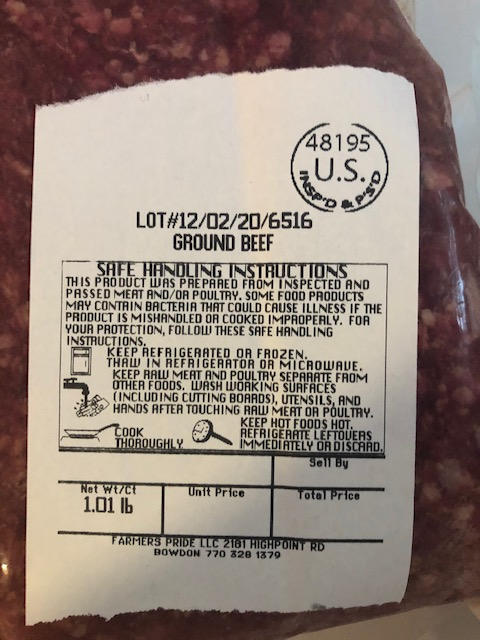 48195
U.S.
INSP'D & P'S'D
LOT#12/02/20/6516
GROUND BEEF
SAFE HANDLING INSTRUCTIONS
THIS PRODUCT WAS PREPARED FROM INSPECTED AND
PASSED MEAT AND/OR POULTRY. SOME FOOD PRODUCTS
MAY CONTAIN BACTERIA THAT COULD CAUSE ILLNESS IF THE
PRODUCT IS MISHANDLED OR COOKED IMPROPERLY. FOR
YOUR PROTECTION, FOLLOW THESE SAFE HANDLING
INSTRUCTIONS.
KEEP REFRIGERATED OR FROZEN.
THAW IN REFRIGERATOR OR MICROWAVE.
KEEP RAW MEAT AND POULTRY SEPARATE FROM
OTHER FOODS. WASH WORKING SURFACES
(INCLUDING CUTTING BOARDS), UTENSILS, AND
HANDS AFTER TOUCHING RAW MEAT OR POULTRY.
COOK
THOROUGHLY
KEEP HOT FOODS HOT.
REFRIGERATE LEFTOVERS
IMMEDIATELY OR DISCARD.
Sell By
Net Wt/Ct
1.01 lb
Unit Price
Total Price
FARMERS PRIDE LLC 2181 HIGHPOINT RD
BOWDON 770 328 1379